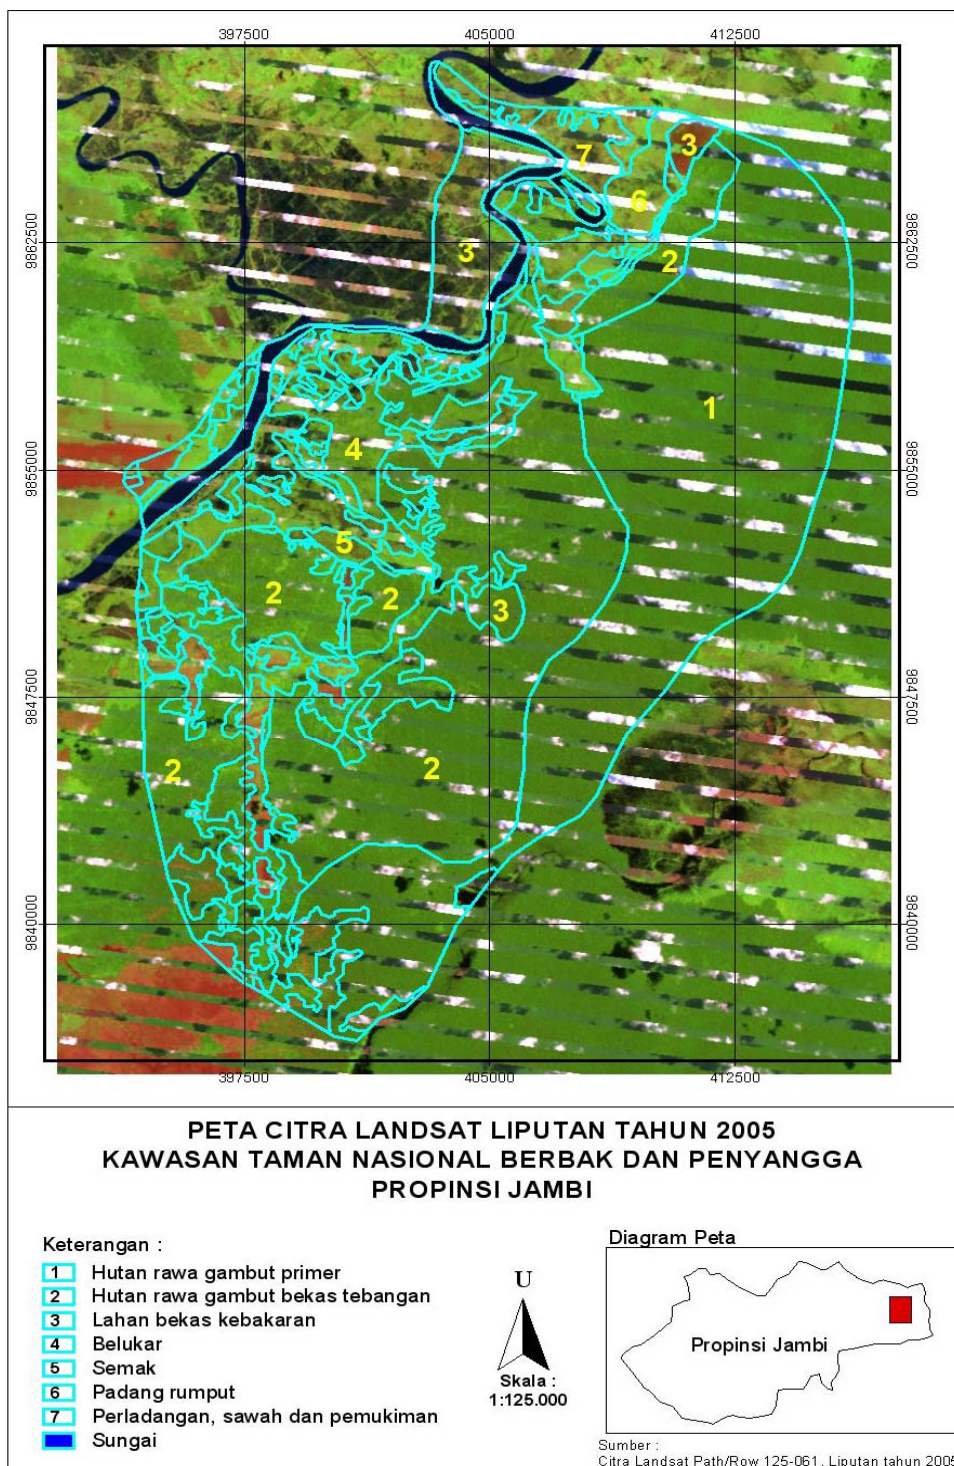 397500 405000 412500
7
3
6
9862500
3
2
9862500
1
9855000
4
9855000
5
2
2
3
9847500
9847500
2
2
9840000
9840000
397500 405000 412500
PETA CITRA LANDSAT LIPUTAN TAHUN 2005
KAWASAN TAMAN NASIONAL BERBAK DAN PENYANGGA
PROPINSI JAMBI
Keterangan :
1 Hutan rawa gambut primer
2 Hutan rawa gambut bekas tebangan
3 Lahan bekas kebakaran
4 Belukar
5 Semak
6 Padang rumput
7 Perladangan, sawah dan pemukiman
Sungai
U
Skala :
1:125.000
Diagram Peta
Propinsi Jambi
Sumber :
Citra Landsat Path/Row 125-061, Liputan tahun 2005